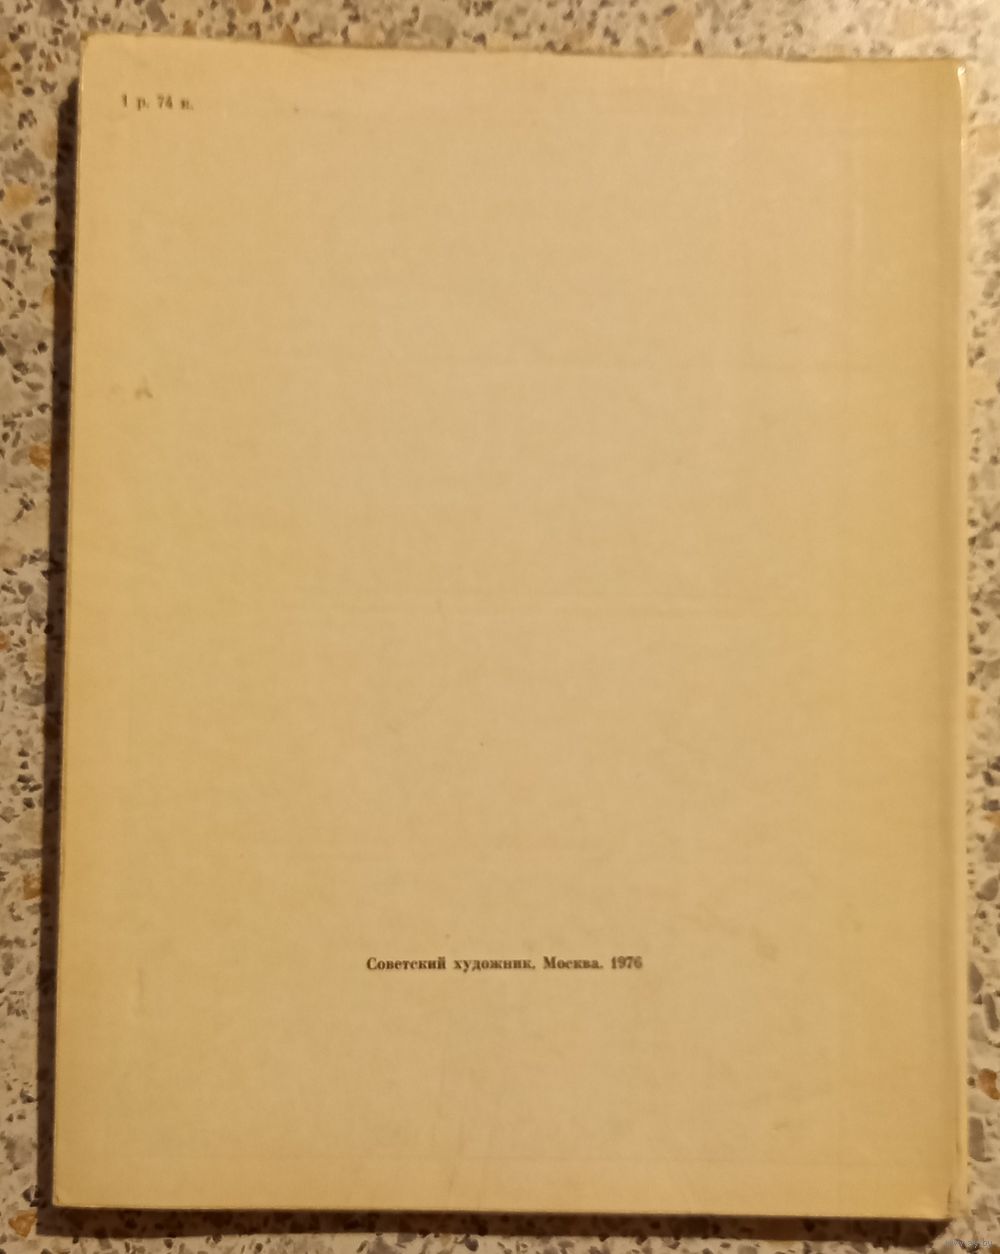 1 р. 74 к.
Советский художник. Москва. 1976